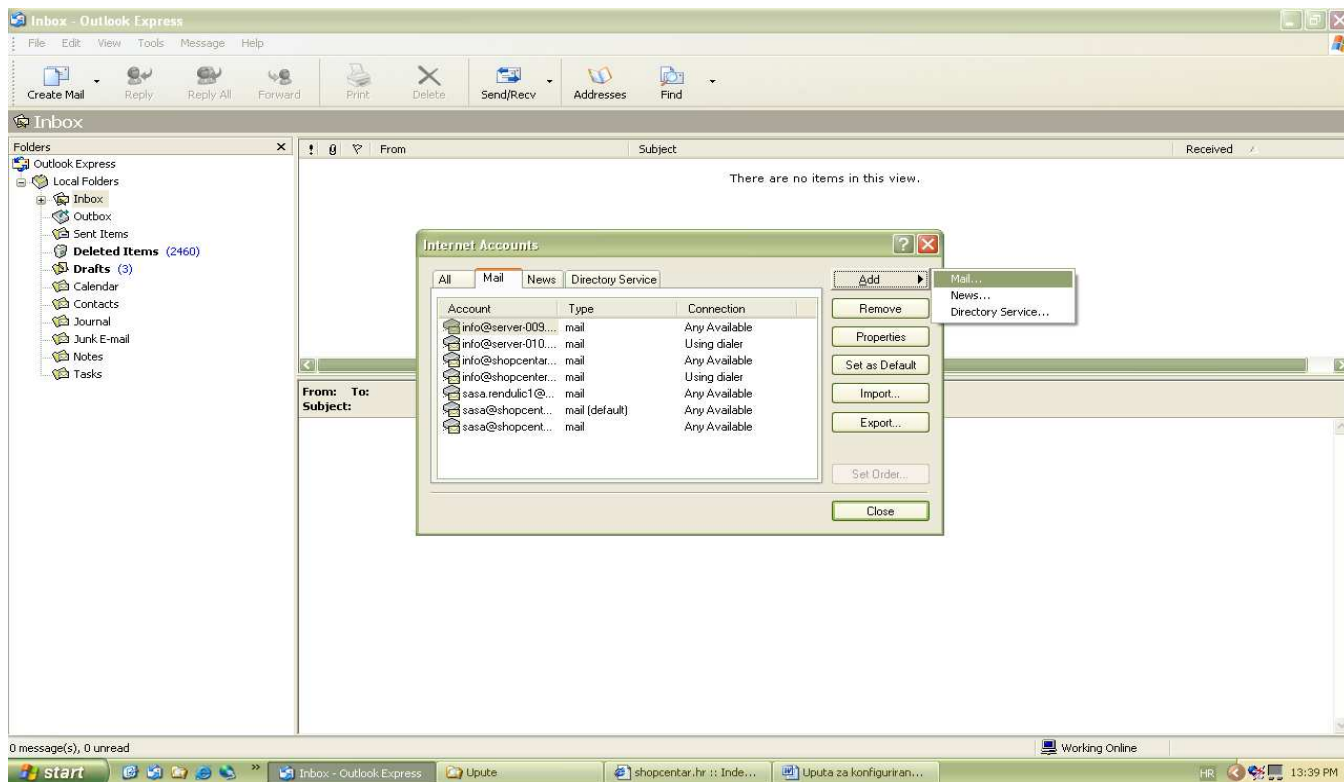 Inbox - Outlook Express
File Edit View Tools Message Help
Create Mail Reply Reply All Forward Print Delete Send/Recv Addresses Find
Inbox
Folders
Outlook Express
Local Folders
Inbox
Outbox
Sent Items
Deleted Items (2460)
Drafts (3)
Calendar
Contacts
Journal
Junk E-mail
Notes
Tasks
! From Subject Received
There are no items in this view.
From: To:
Subject:
Internet Accounts
All Mail News Directory Service
Account Type Connection
info@server-009.... mail Any Available
info@server-010.... mail Using dialer
info@shopcentar... mail Any Available
info@shopcenter... mail Using dialer
sasa.rendulic1@... mail Any Available
sasa@shopcent... mail (default) Any Available
sasa@shopcent... mail Any Available
Add
Remove
Properties
Set as Default
Import...
Export...
Set Order...
Close
Mail...
News...
Directory Service...
0 message(s), 0 unread Working Online
start Inbox - Outlook Express Upute shopcentar.hr :: Inde... Uputa za konfiguriran... HR 13:39 PM